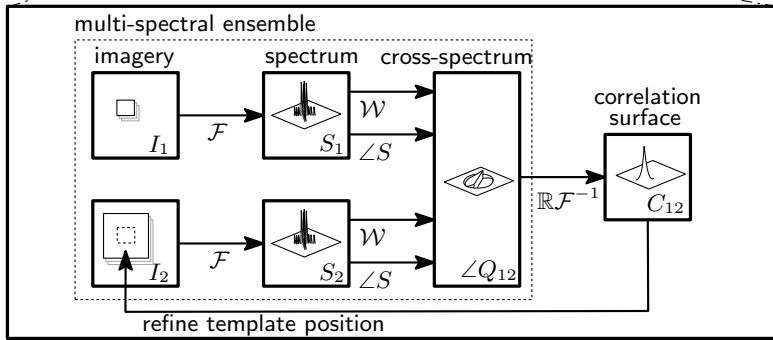 multi-spectral ensemble
imagery
spectrum
cross-spectrum
correlation
surface
I₁
ℱ
S₁
𝒲
∠S
I₂
ℱ
S₂
𝒲
∠S
∠Q₁₂
ℝℱ⁻¹
C₁₂
refine template position